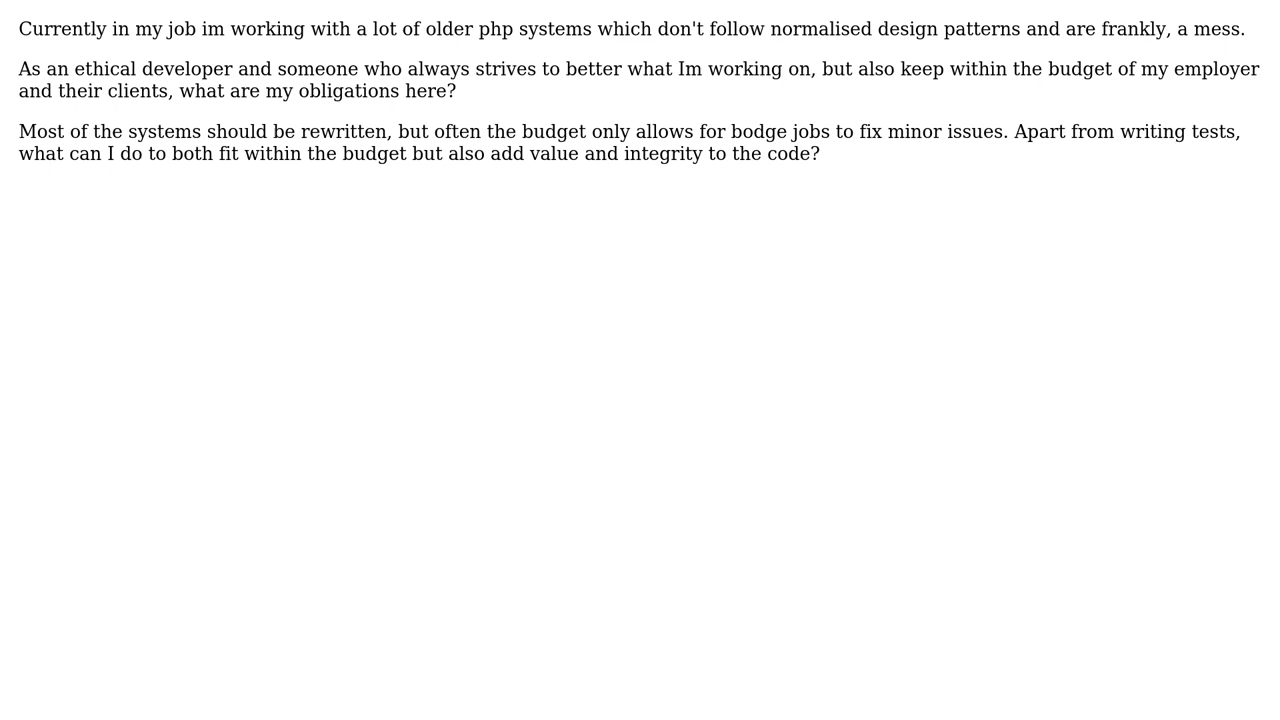 Currently in my job im working with a lot of older php systems which don't follow normalised design patterns and are frankly, a mess.
As an ethical developer and someone who always strives to better what Im working on, but also keep within the budget of my employer
and their clients, what are my obligations here?
Most of the systems should be rewritten, but often the budget only allows for bodge jobs to fix minor issues. Apart from writing tests,
what can I do to both fit within the budget but also add value and integrity to the code?